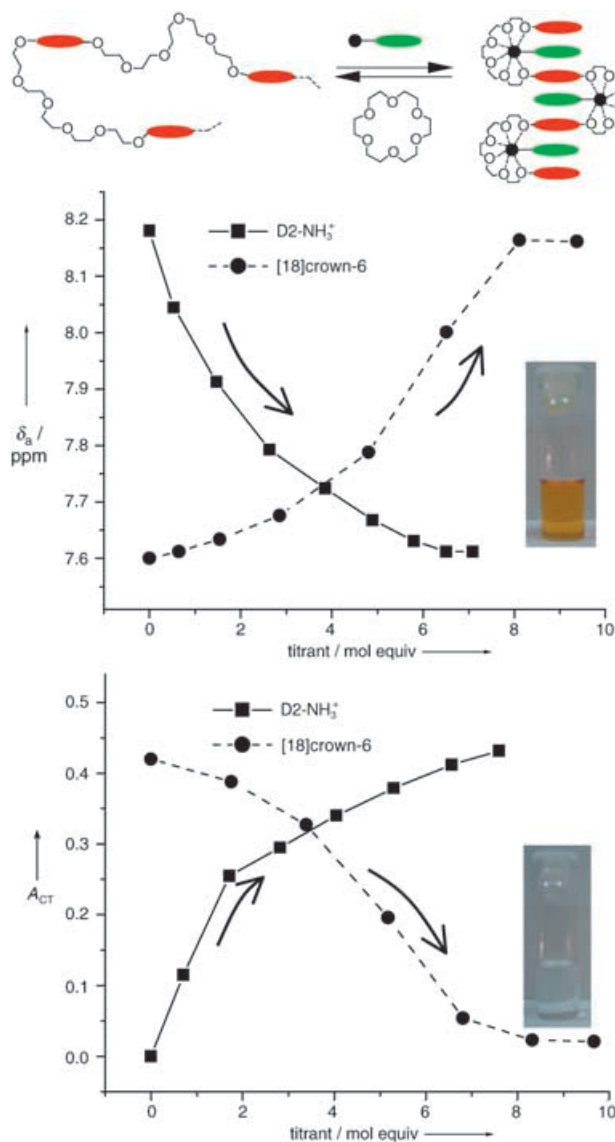 O O O O O O
O O O O O O
D2-NH₃⁺
[18]crown-6
8.2
8.1
8.0
7.9
7.8
7.7
7.6
δₐ /
ppm
0 2 4 6 8 10
titrant / mol equiv
D2-NH₃⁺
[18]crown-6
0.5
0.4
0.3
0.2
0.1
0.0
A_CT
0 2 4 6 8 10
titrant / mol equiv